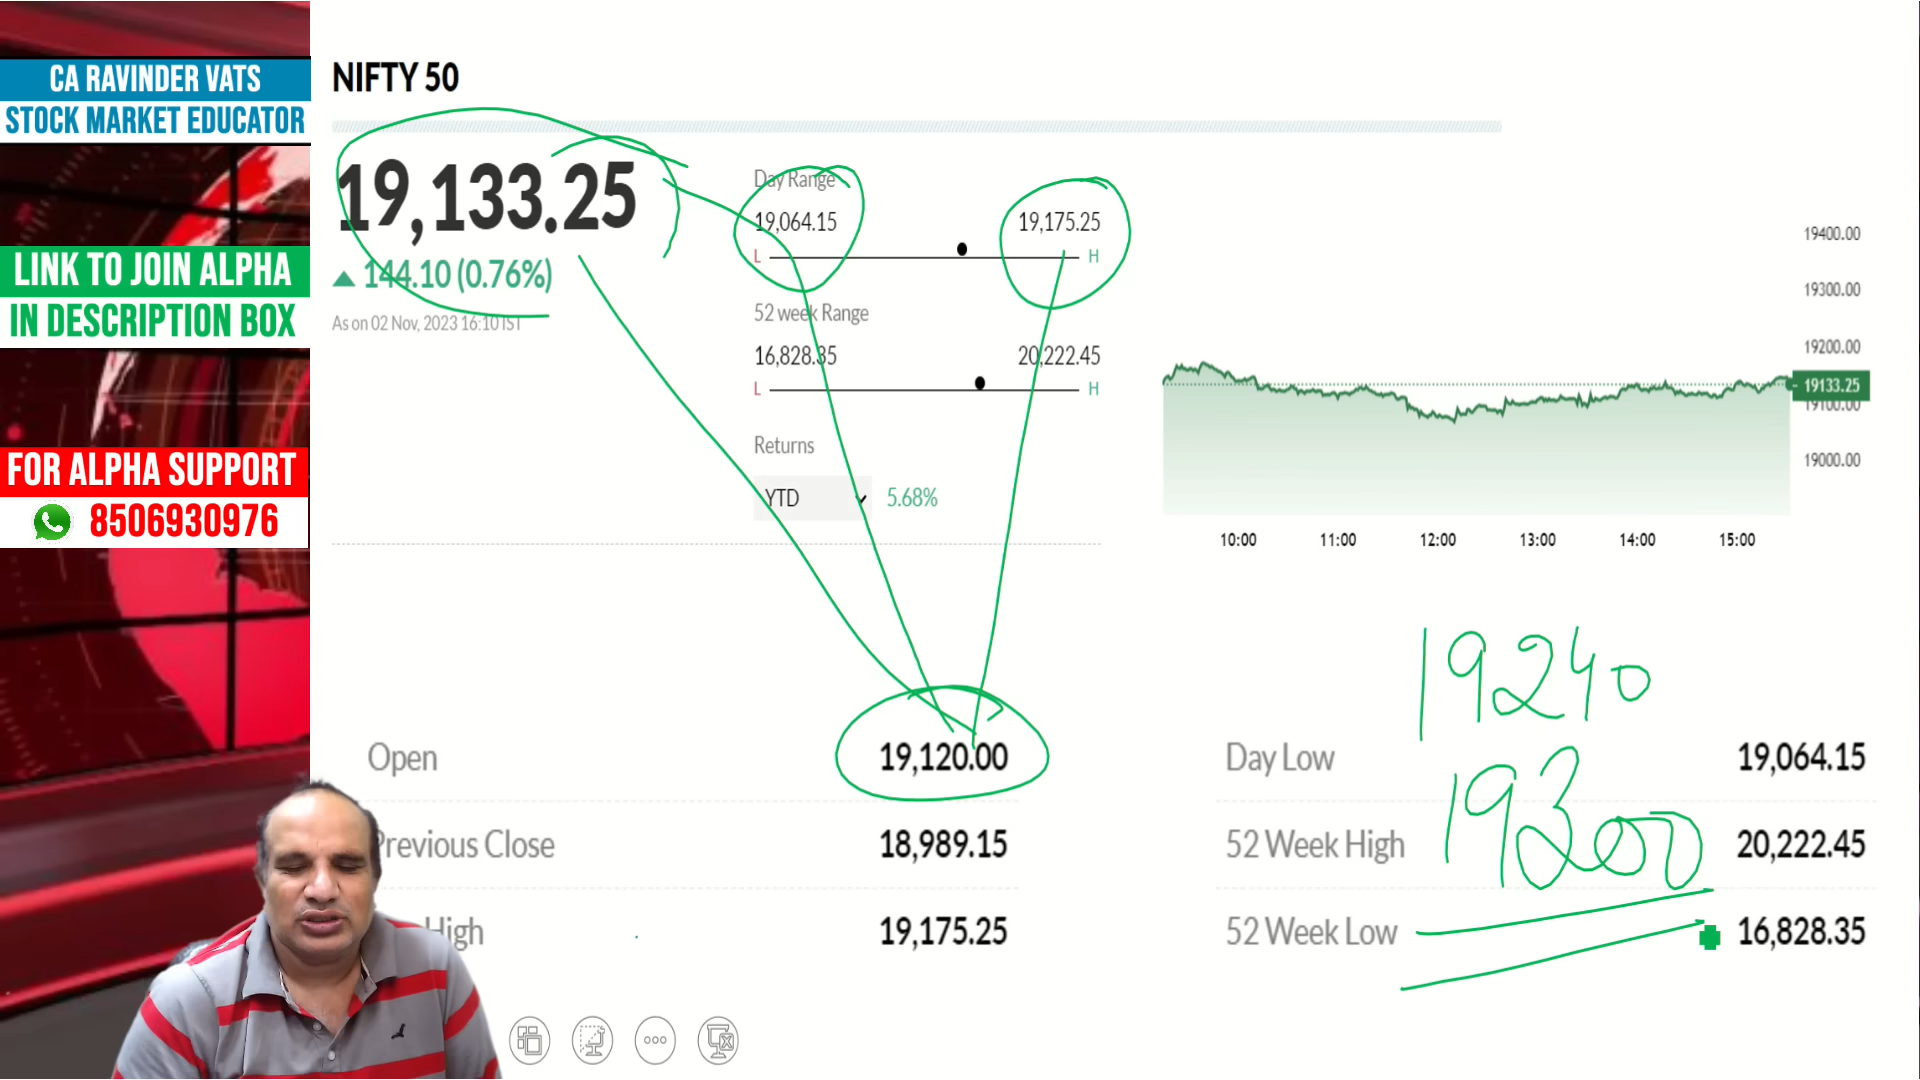 CA RAVINDER VATS
STOCK MARKET EDUCATOR
LINK TO JOIN ALPHA
IN DESCRIPTION BOX
FOR ALPHA SUPPORT
8506930976
NIFTY 50
19,133.25
144.10 (0.76%)
As on 02 Nov, 2023 16:10 IST
Day Range
19,064.15 19,175.25
L H
52 week Range
16,828.35 20,222.45
L H
Returns
YTD 5.68%
19400.00
19300.00
19200.00
19133.25
19100.00
19000.00
10:00 11:00 12:00 13:00 14:00 15:00
19240
19300
Open 19,120.00
Previous Close 18,989.15
High 19,175.25
Day Low 19,064.15
52 Week High 20,222.45
52 Week Low 16,828.35